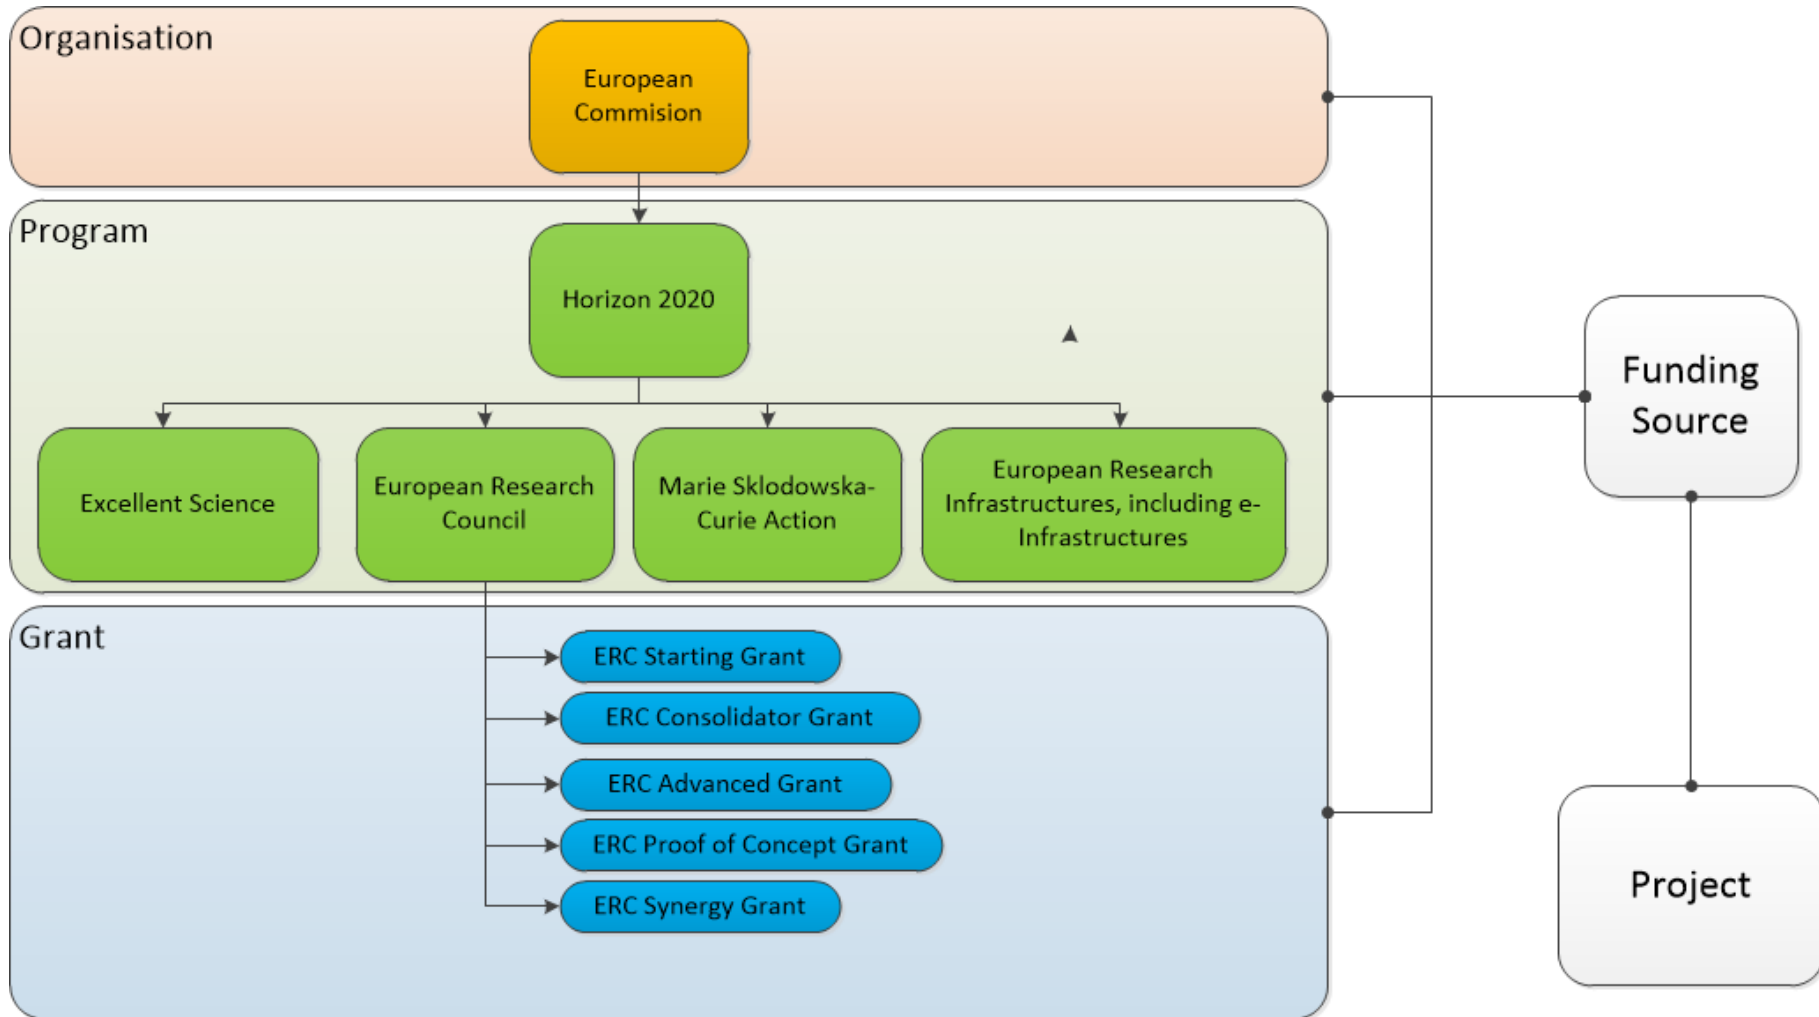 Organisation
European
Commision
Program
Horizon 2020
Excellent Science
European Research
Council
Marie Sklodowska-
Curie Action
European Research
Infrastructures, including e-
Infrastructures
Grant
ERC Starting Grant
ERC Consolidator Grant
ERC Advanced Grant
ERC Proof of Concept Grant
ERC Synergy Grant
Funding
Source
Project